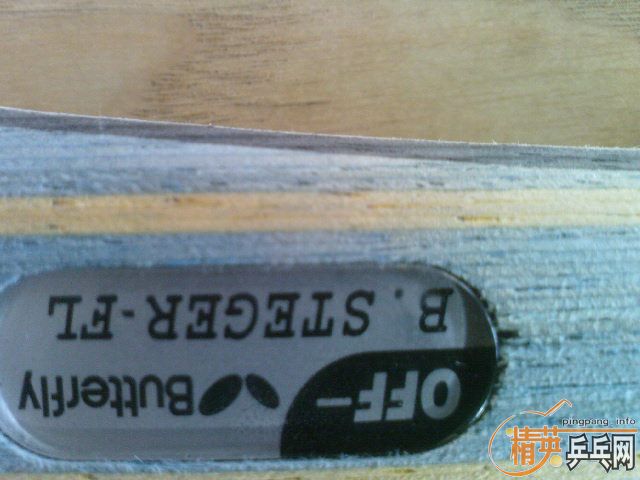 OFF-
Butterfly
B. STEGER-FL
pingpang_info
精英乒乓网